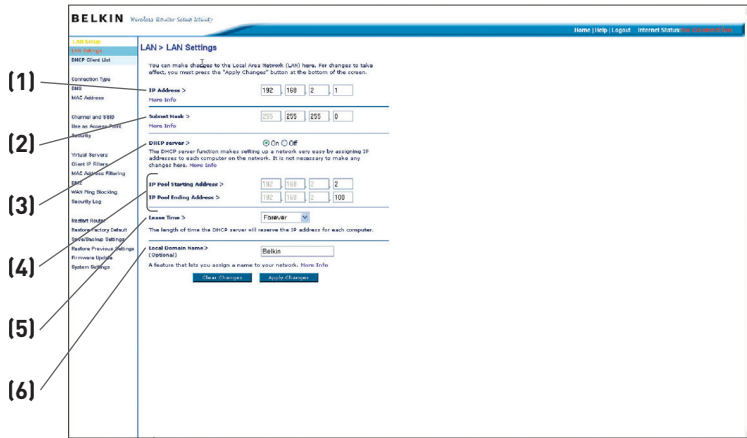 BELKIN Wireless Router Setup Utility
Home | Help | Logout Internet Status:
LAN Setup
LAN Settings
DHCP Client List
Connection Type
DNS
MAC Address
Channel and SSID
Use as Access Point
Security
Virtual Servers
Client IP Filters
MAC Address Filtering
DMZ
WAN Ping Blocking
Security Log
Restart Router
Restore Factory Default
Save/Backup Settings
Restore Previous Settings
Firmware Update
System Settings
LAN > LAN Settings
You can make changes to the Local Area Network (LAN) here. For changes to take
effect, you must press the "Apply Changes" button at the bottom of the screen.
(1)
IP Address > 192 . 168 . 2 . 1
More Info
(2)
Subnet Mask > 255 . 255 . 255 . 0
More Info
(3)
DHCP server > On Off
The DHCP server function makes setting up a network very easy by assigning IP
addresses to each computer on the network. It is not necessary to make any
changes here. More Info
(4)
IP Pool Starting Address > 192 . 168 . 2 . 2
IP Pool Ending Address > 192 . 168 . 2 . 100
(5)
Lease Time > Forever
The length of time the DHCP server will reserve the IP address for each computer.
(6)
Local Domain Name > Belkin
(Optional)
A feature that lets you assign a name to your network. More Info
Clear Changes Apply Changes